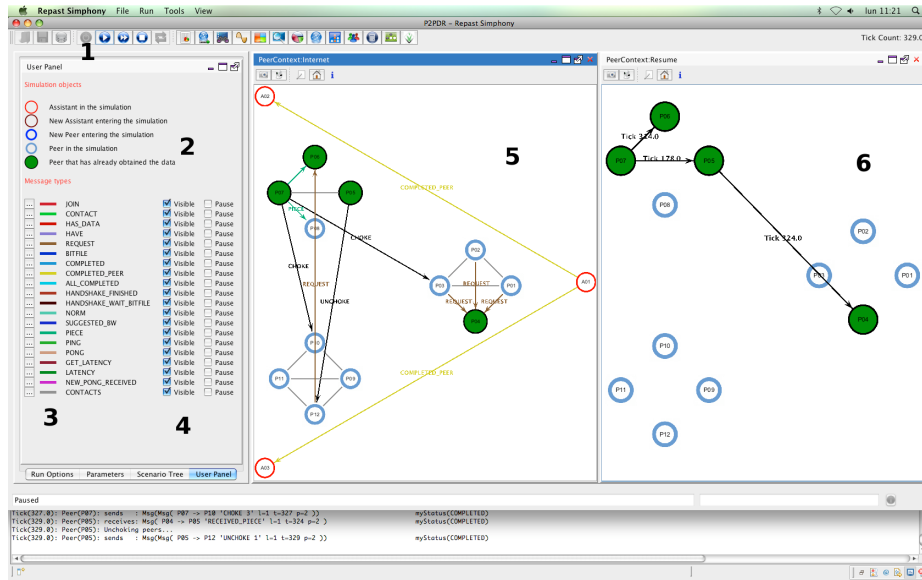 Repast Simphony File Run Tools View lun 11:21
P2PDR - Repast Simphony
Tick Count: 329.0
1
User Panel
Simulation objects
Assistant in the simulation
New Assistant entering the simulation
New Peer entering the simulation
Peer in the simulation
Peer that has already obtained the data
2
Message types
... JOIN Visible Pause
... CONTACT Visible Pause
... HAS_DATA Visible Pause
... HAVE Visible Pause
... REQUEST Visible Pause
... BITFILE Visible Pause
... COMPLETED Visible Pause
... COMPLETED_PEER Visible Pause
... ALL_COMPLETED Visible Pause
... HANDSHAKE_FINISHED Visible Pause
... HANDSHAKE_WAIT_BITFILE Visible Pause
... NORM Visible Pause
... SUGGESTED_BW Visible Pause
... PIECE Visible Pause
... PING Visible Pause
... PONG Visible Pause
... GET_LATENCY Visible Pause
... LATENCY Visible Pause
... NEW_PONG_RECEIVED Visible Pause
... CONTACTS Visible Pause
3
4
Run Options Parameters Scenario Tree User Panel
PeerContext:Internet
A02
5
P07
PIECE
COMPLETED_PEER
CHOKE
P02
CHOKE
REQUEST
P03
REQUEST
P01
A01
UNCHOKE
REQUEST
REQUEST
P10
P11
P09
P12
COMPLETED_PEER
A03
PeerContext:Resume
P06
P07
Tick 178.0
P05
6
P08
P02
Tick 324.0
P03
P01
P04
P10
P11
P09
P12
Paused
Tick(327.0): Peer(P07): sends : Msg(Msg( P07 -> P10 'CHOKE 3' l=1 t=327 p=2 )) myStatus(COMPLETED)
Tick(329.0): Peer(P05): receives: Msg( P04 -> P05 'RECEIVED_PIECE' l=1 t=324 p=2 ) myStatus(COMPLETED)
Tick(329.0): Peer(P05): Unchoking peers...
Tick(329.0): Peer(P05): sends : Msg(Msg( P05 -> P12 'UNCHOKE 1' l=1 t=329 p=2 )) myStatus(COMPLETED)